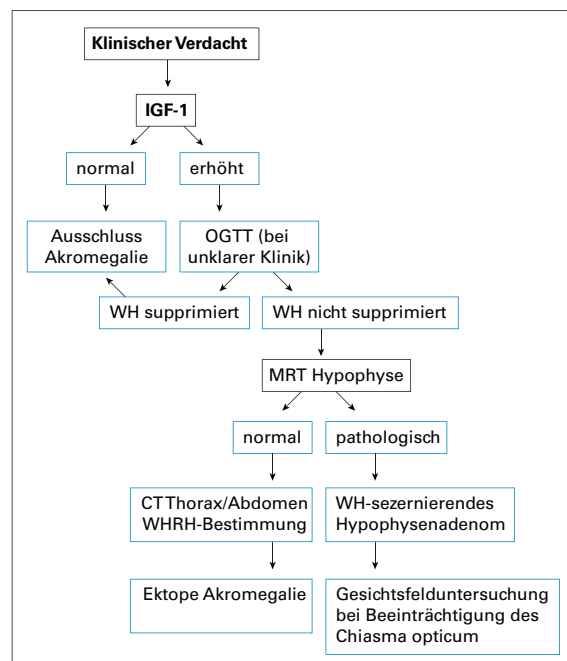 Klinischer Verdacht
IGF-1
normal
erhöht
Ausschluss
Akromegalie
OGTT (bei
unklarer Klinik)
WH supprimiert
WH nicht supprimiert
MRT Hypophyse
normal
pathologisch
CT Thorax/Abdomen
WHRH-Bestimmung
WH-sezernierendes
Hypophysenadenom
Ektope Akromegalie
Gesichtsfelduntersuchung
bei Beeinträchtigung des
Chiasma opticum